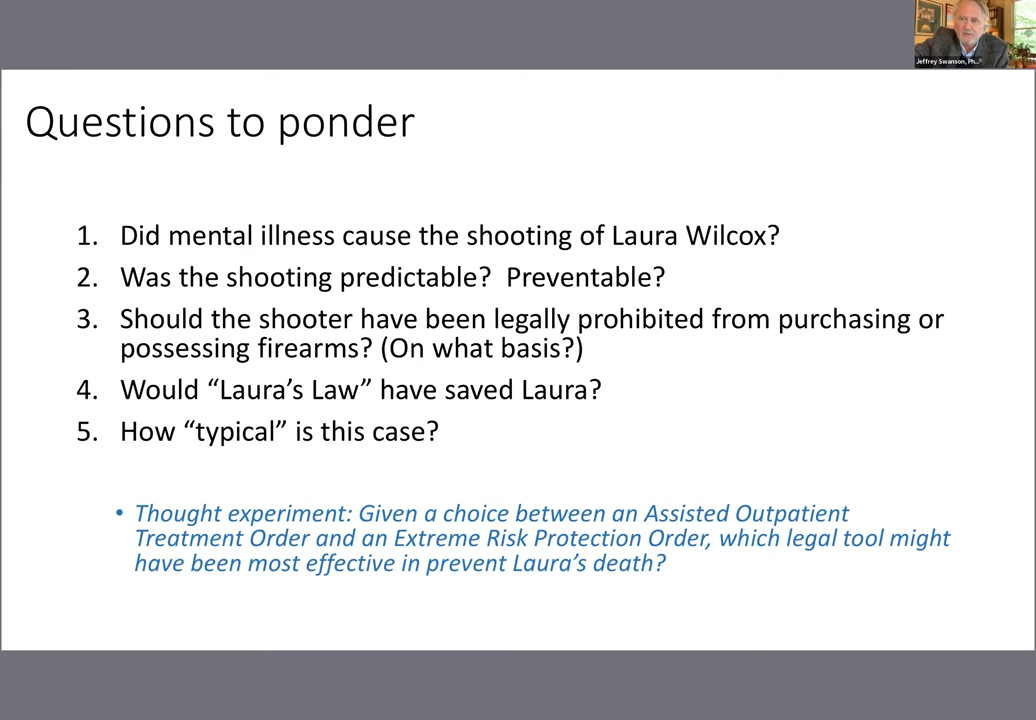 Jeffrey Swanson, Ph...
Questions to ponder
1. Did mental illness cause the shooting of Laura Wilcox?
2. Was the shooting predictable? Preventable?
3. Should the shooter have been legally prohibited from purchasing or
possessing firearms? (On what basis?)
4. Would “Laura’s Law” have saved Laura?
5. How “typical” is this case?
• Thought experiment: Given a choice between an Assisted Outpatient
Treatment Order and an Extreme Risk Protection Order, which legal tool might
have been most effective in prevent Laura’s death?